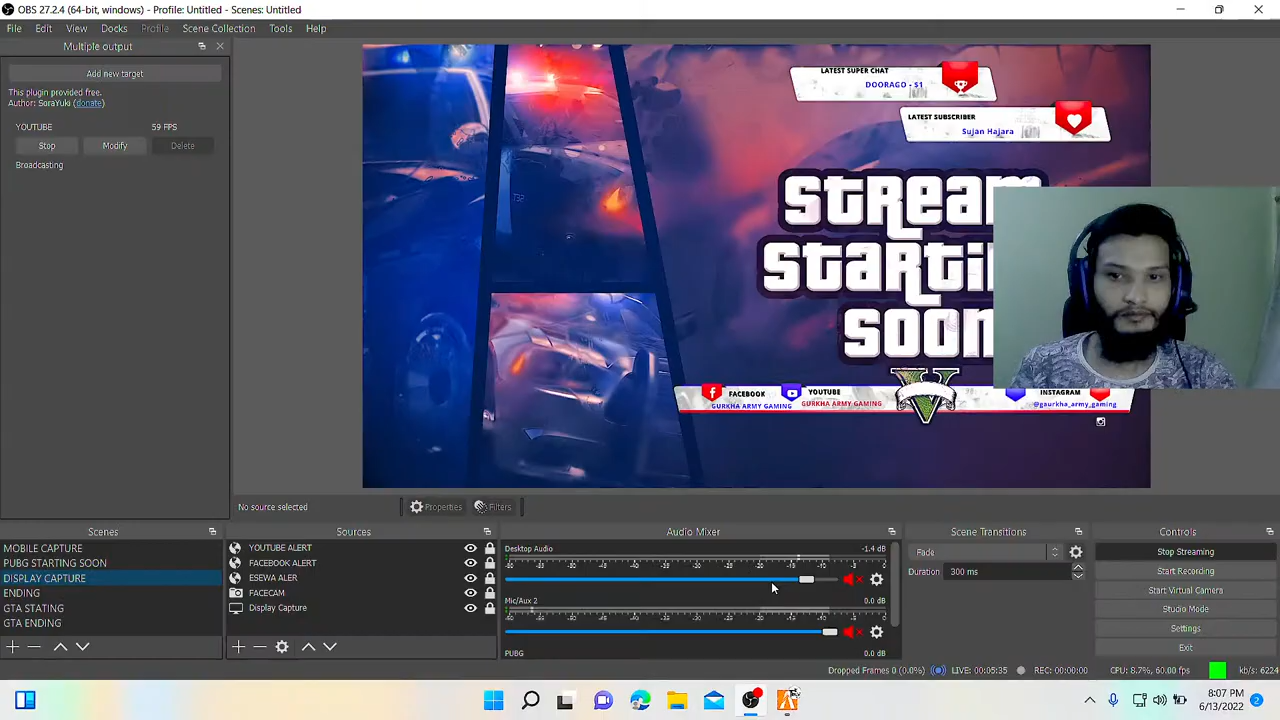 OBS 27.2.4 (64-bit, windows) - Profile: Untitled - Scenes: Untitled
File Edit View Docks Profile Scene Collection Tools Help
Multiple output
Add new target
This plugin provided free.
Author: SoraYuki (donate)
YOUTUBE 59 FPS
Stop Modify Delete
Broadcasting
LATEST SUPER CHAT
DOORAGO - $1
LATEST SUBSCRIBER
Sujan Hajara
STREAM
STARTI
SOON
FACEBOOK
GURKHA ARMY GAMING
YOUTUBE
GURKHA ARMY GAMING
INSTAGRAM
@gaurkha_army_gaming
No source selected Properties Filters
Scenes
MOBILE CAPTURE
PUBG STARTING SOON
DISPLAY CAPTURE
ENDING
GTA STATING
GTA ENDING
Sources
YOUTUBE ALERT
FACEBOOK ALERT
ESEWA ALER
FACECAM
Display Capture
Audio Mixer
Desktop Audio -1.4 dB
Mic/Aux 2 0.0 dB
PUBG 0.0 dB
Scene Transitions
Fade
Duration 300 ms
Controls
Stop Streaming
Start Recording
Start Virtual Camera
Studio Mode
Settings
Exit
Dropped Frames 0 (0.0%) LIVE: 00:05:35 REC: 00:00:00 CPU: 8.7%, 60.00 fps kb/s: 6224
8:07 PM
6/13/2022
2